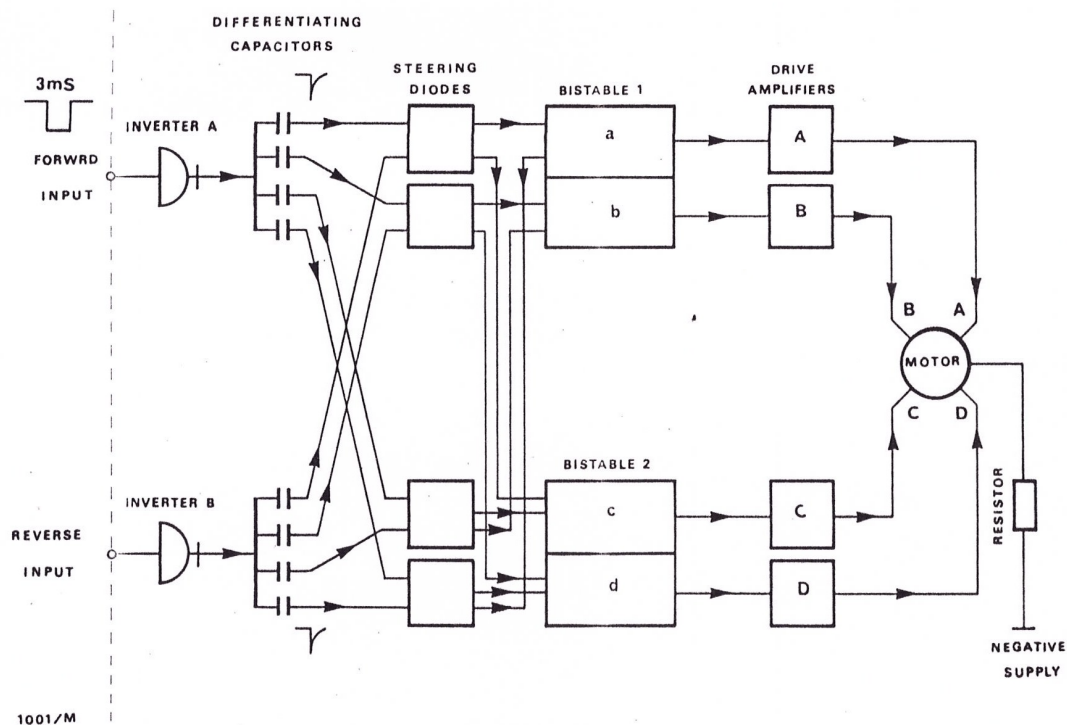 DIFFERENTIATING
CAPACITORS
STEERING
DIODES
3mS
INVERTER A
FORWRD
INPUT
BISTABLE 1
a
b
DRIVE
AMPLIFIERS
A
B
B A
MOTOR
C D
INVERTER B
REVERSE
INPUT
BISTABLE 2
c
d
C
D
RESISTOR
NEGATIVE
SUPPLY
1001/M